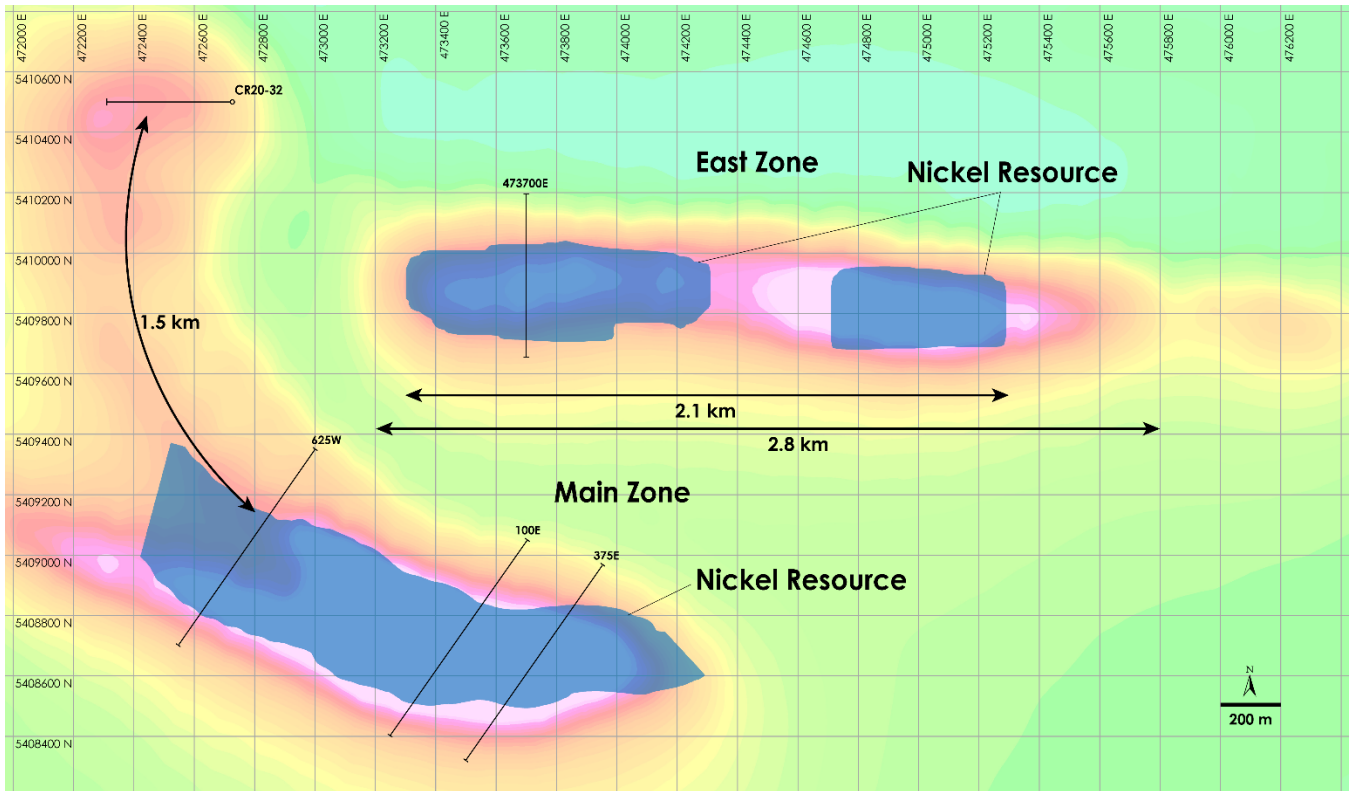 472000 E
472200 E
472400 E
472600 E
472800 E
473000 E
473200 E
473400 E
473600 E
473800 E
474000 E
474200 E
474400 E
474600 E
474800 E
475000 E
475200 E
475400 E
475600 E
475800 E
476000 E
476200 E
5410600 N
CR20-32
5410400 N
East Zone
Nickel Resource
473700E
5410200 N
5410000 N
5409800 N
1.5 km
5409600 N
2.1 km
5409400 N
2.8 km
625W
5409200 N
Main Zone
100E
5409000 N
375E
Nickel Resource
5408800 N
5408600 N
N
200 m
5408400 N